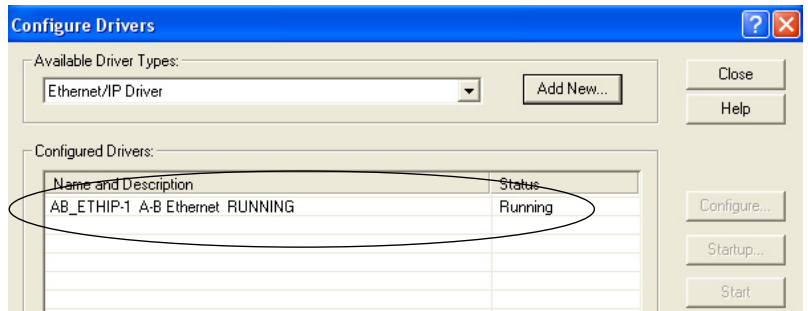 Configure Drivers
Available Driver Types:
Ethernet/IP Driver
Add New...
Close
Help
Configured Drivers:
Name and Description Status
AB_ETHIP-1 A-B Ethernet RUNNING Running
Configure...
Startup...
Start